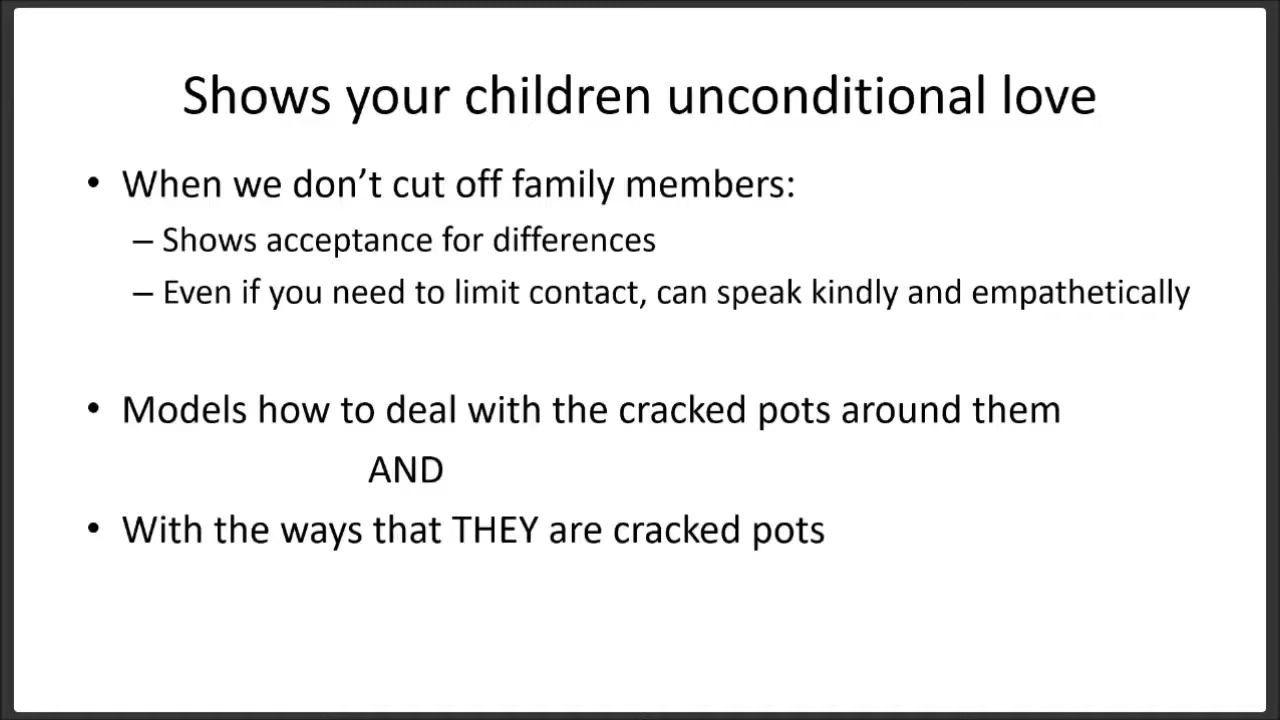 Shows your children unconditional love
• When we don’t cut off family members:
– Shows acceptance for differences
– Even if you need to limit contact, can speak kindly and empathetically
• Models how to deal with the cracked pots around them
AND
• With the ways that THEY are cracked pots